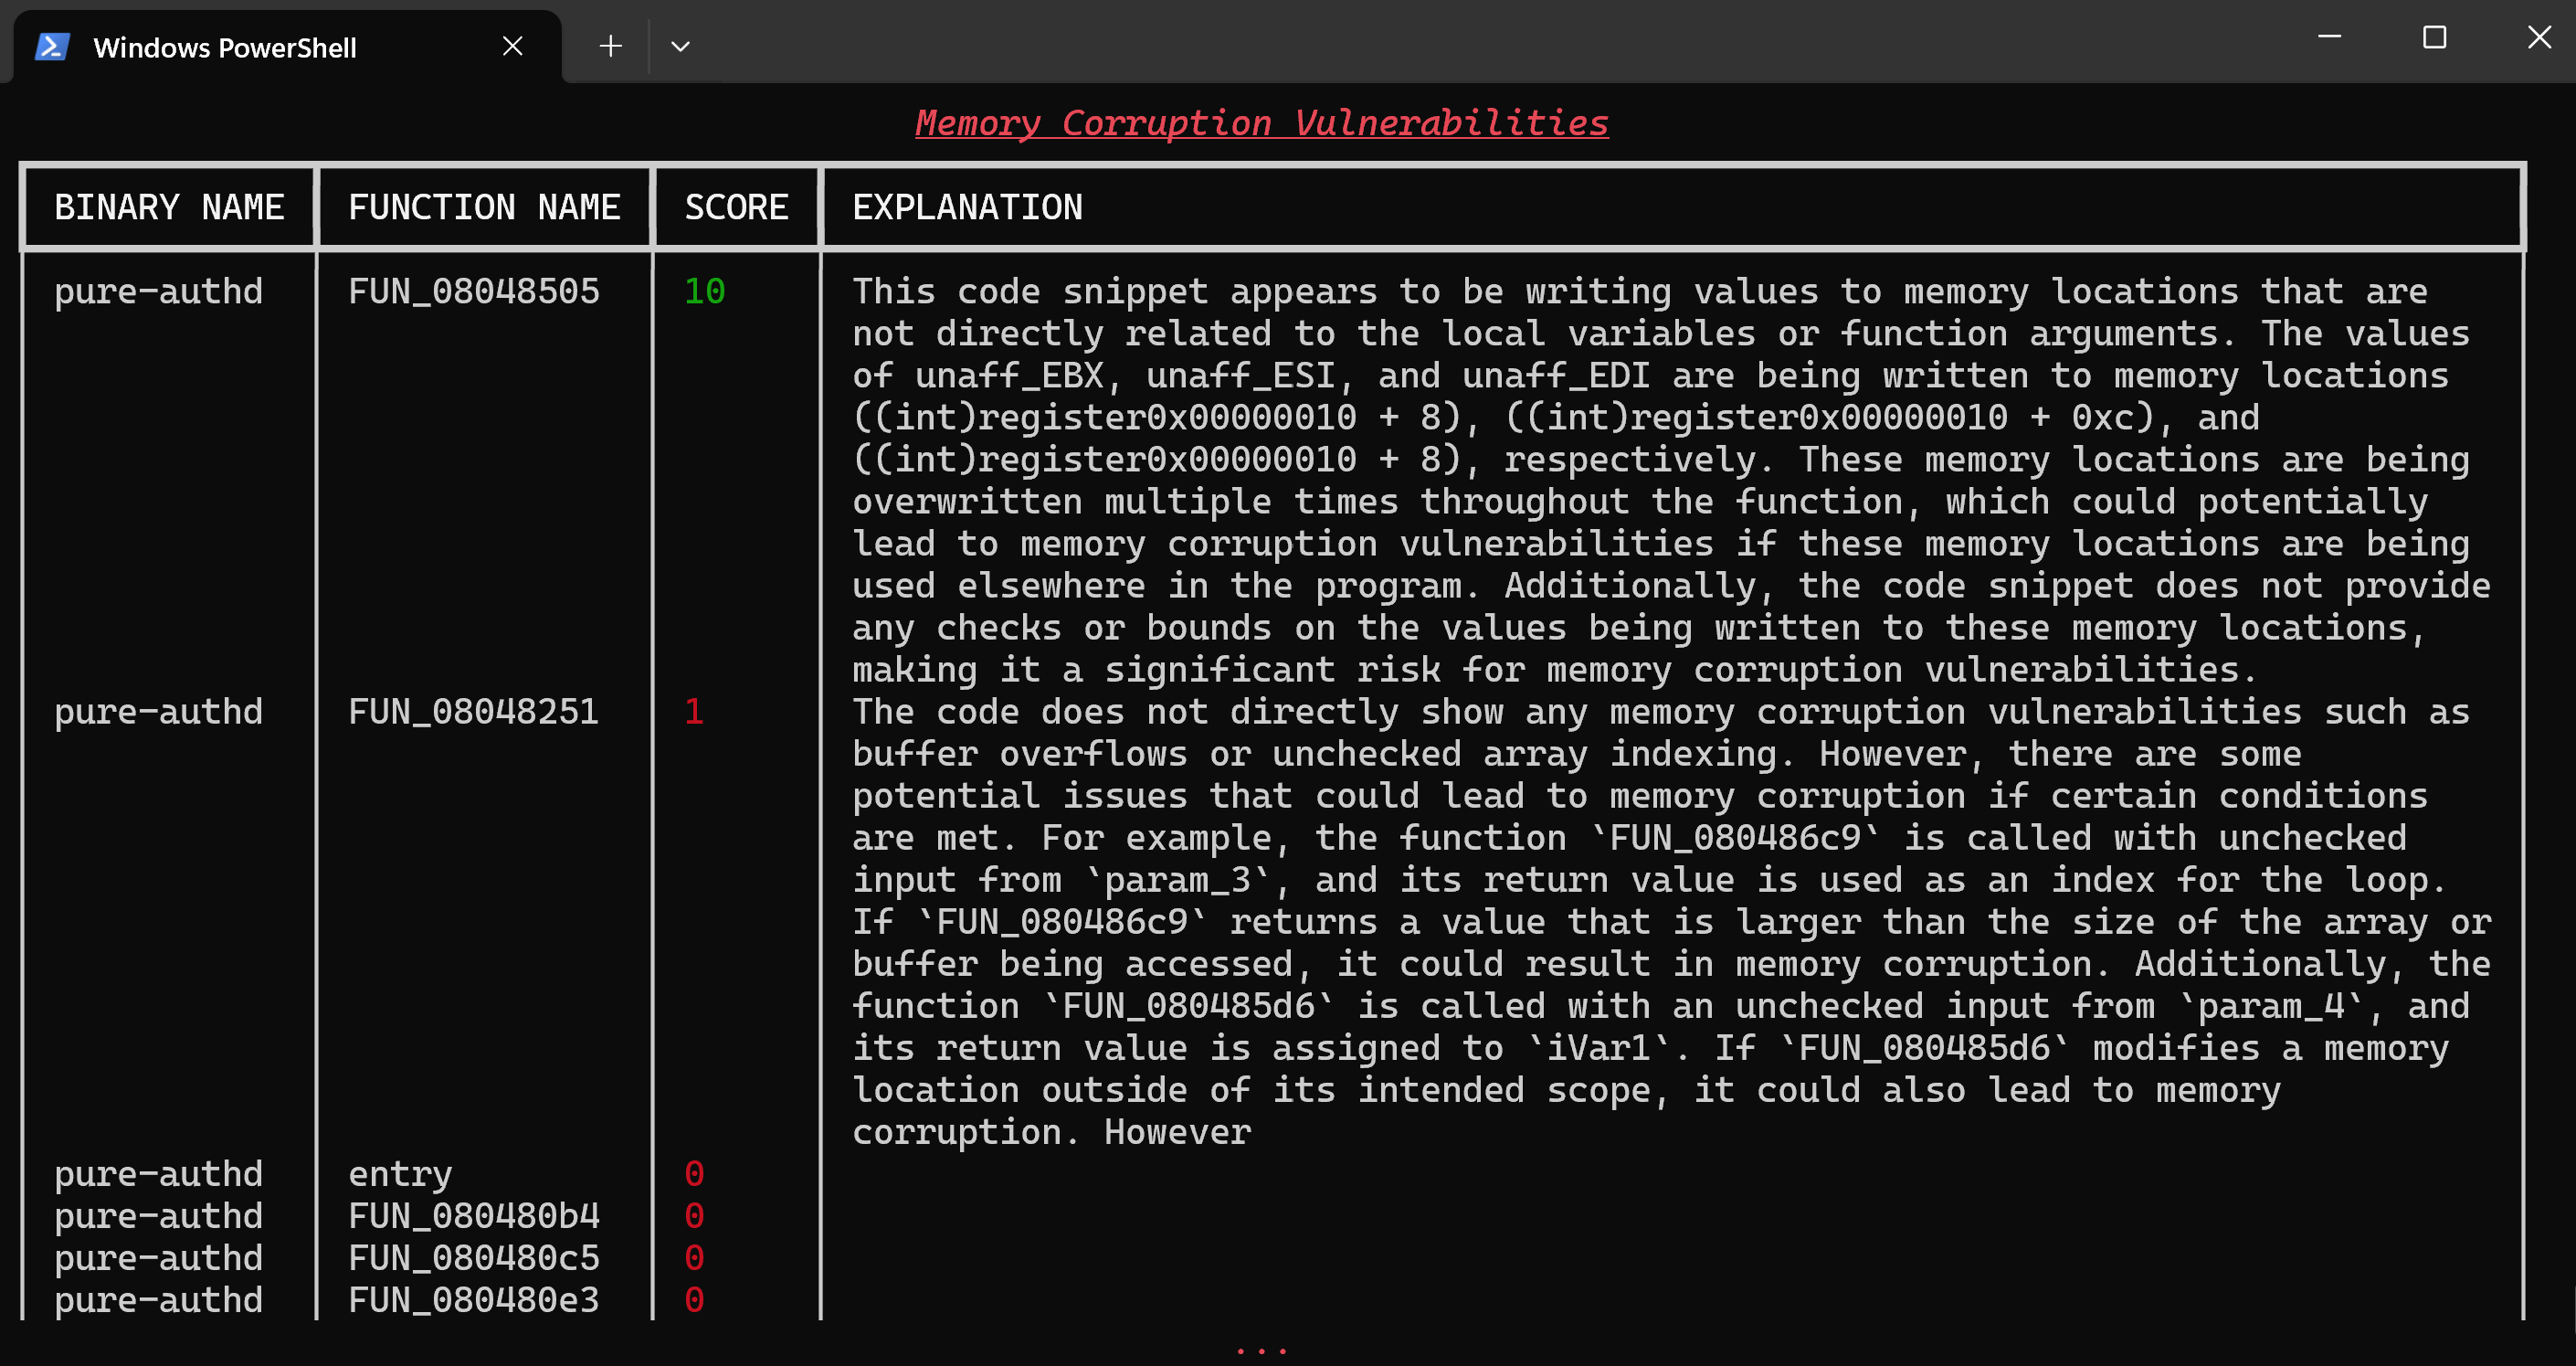 Windows PowerShell
Memory Corruption Vulnerabilities
BINARY NAME FUNCTION NAME SCORE EXPLANATION
pure-authd FUN_08048505 10 This code snippet appears to be writing values to memory locations that are
not directly related to the local variables or function arguments. The values
of unaff_EBX, unaff_ESI, and unaff_EDI are being written to memory locations
((int)register0x00000010 + 8), ((int)register0x00000010 + 0xc), and
((int)register0x00000010 + 8), respectively. These memory locations are being
overwritten multiple times throughout the function, which could potentially
lead to memory corruption vulnerabilities if these memory locations are being
used elsewhere in the program. Additionally, the code snippet does not provide
any checks or bounds on the values being written to these memory locations,
making it a significant risk for memory corruption vulnerabilities.
pure-authd FUN_08048251 1 The code does not directly show any memory corruption vulnerabilities such as
buffer overflows or unchecked array indexing. However, there are some
potential issues that could lead to memory corruption if certain conditions
are met. For example, the function `FUN_080486c9` is called with unchecked
input from `param_3`, and its return value is used as an index for the loop.
If `FUN_080486c9` returns a value that is larger than the size of the array or
buffer being accessed, it could result in memory corruption. Additionally, the
function `FUN_080485d6` is called with an unchecked input from `param_4`, and
its return value is assigned to `iVar1`. If `FUN_080485d6` modifies a memory
location outside of its intended scope, it could also lead to memory
corruption. However
pure-authd entry 0
pure-authd FUN_080480b4 0
pure-authd FUN_080480c5 0
pure-authd FUN_080480e3 0
...